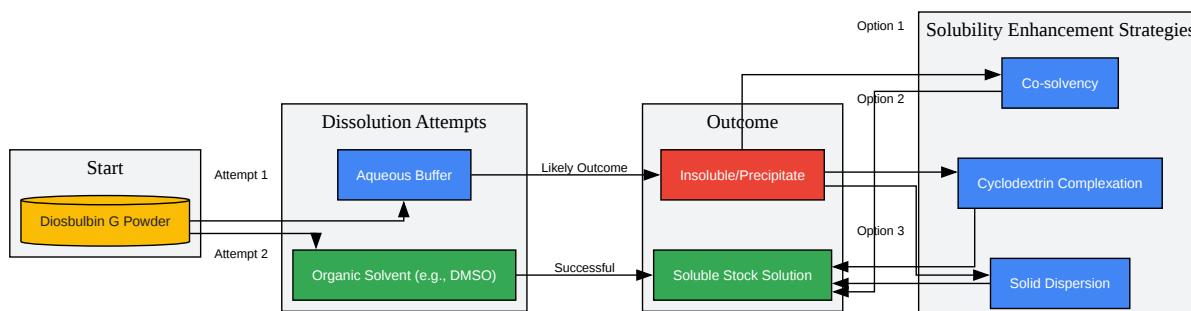 Start
Diosbulbin G Powder
Attempt 1
Attempt 2
Dissolution Attempts
Aqueous Buffer
Organic Solvent (e.g., DMSO)
Likely Outcome
Successful
Outcome
Insoluble/Precipitate
Soluble Stock Solution
Option 1
Option 2
Option 3
Solubility Enhancement Strategies
Co-solvency
Cyclodextrin Complexation
Solid Dispersion